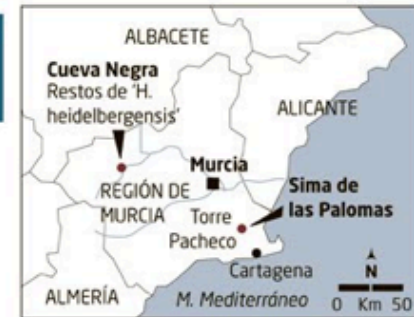 ALBACETE
Cueva Negra
Restos de 'H.
heidelbergensis'
ALICANTE
Murcia
REGIÓN DE
MURCIA
Sima de
las Palomas
Torre
Pacheco
Cartagena
ALMERÍA
M. Mediterráneo
N
0 Km 50